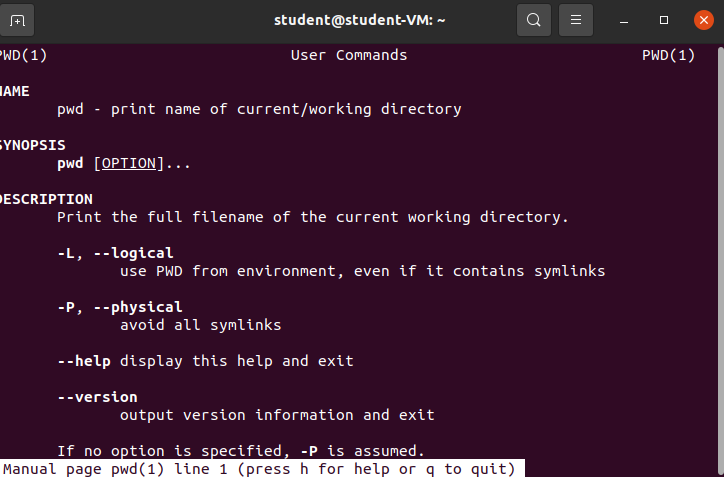 student@student-VM: ~
PWD(1) User Commands PWD(1)
NAME
pwd - print name of current/working directory
SYNOPSIS
pwd [OPTION]...
DESCRIPTION
Print the full filename of the current working directory.
-L, --logical
use PWD from environment, even if it contains symlinks
-P, --physical
avoid all symlinks
--help display this help and exit
--version
output version information and exit
If no option is specified, -P is assumed.
Manual page pwd(1) line 1 (press h for help or q to quit)